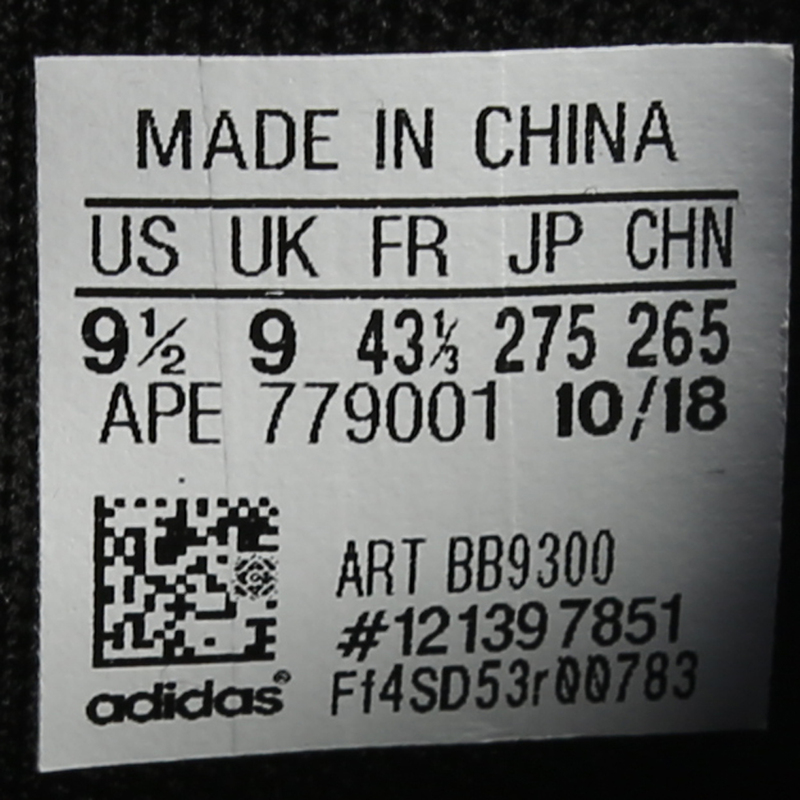 MADE IN CHINA
US UK FR JP CHN
9½ 9 43⅓ 275 265
APE 779001 10/18
ART BB9300
#121397851
Ff4SD53r00783
adidas®